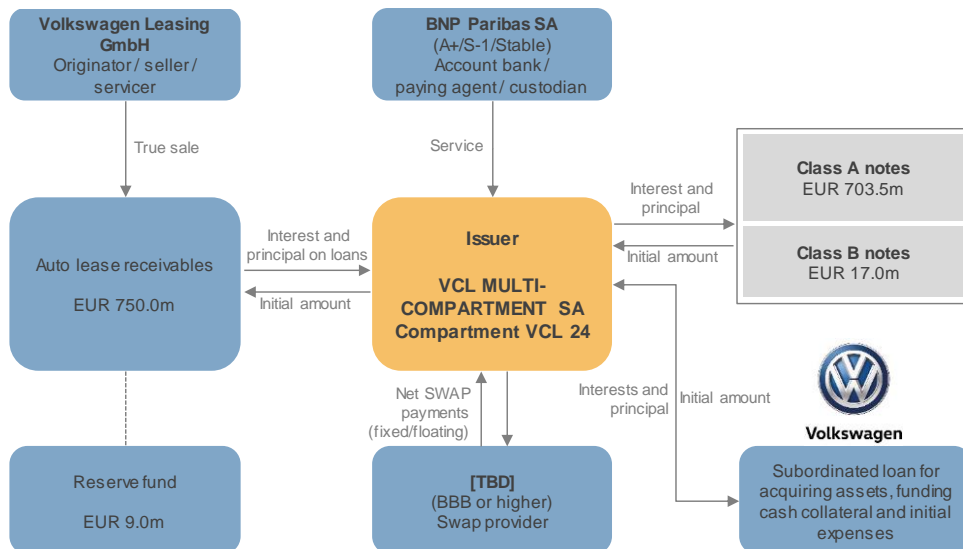 Volkswagen Leasing
GmbH
Originator / seller /
servicer
BNP Paribas SA
(A+/S-1/Stable)
Account bank /
paying agent / custodian
True sale
Service
Class A notes
EUR 703.5m
Interest and
principal
Class B notes
EUR 17.0m
Initial amount
Auto lease receivables
EUR 750.0m
Interest and
principal on loans
Initial amount
Issuer
VCL MULTI-
COMPARTMENT SA
Compartment VCL 24
Net SWAP
payments
(fixed/floating)
Interests and
principal
Initial amount
Volkswagen
Reserve fund
EUR 9.0m
[TBD]
(BBB or higher)
Swap provider
Subordinated loan for
acquiring assets, funding
cash collateral and initial
expenses